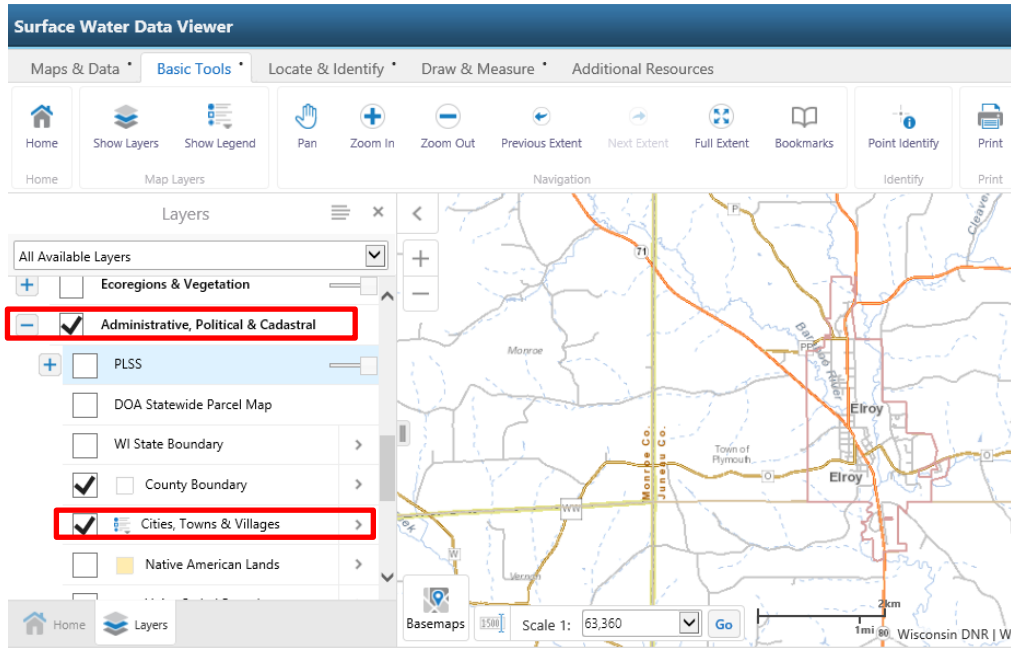 Surface Water Data Viewer
Maps & Data Basic Tools Locate & Identify Draw & Measure Additional Resources
Home Show Layers Show Legend Pan Zoom In Zoom Out Previous Extent Next Extent Full Extent Bookmarks Point Identify Print
Home Map Layers Navigation Identify Print
Layers
All Available Layers
Ecoregions & Vegetation
Administrative, Political & Cadastral
PLSS
DOA Statewide Parcel Map
WI State Boundary
County Boundary
Cities, Towns & Villages
Native American Lands
Home Layers
P
71
Cleaver
Monroe
Baraboo River
PP
Elroy
Monroe Co.
Juneau Co.
Town of
Plymouth
O
O
Elroy
WW
ek
W
Vernon
80
Basemaps
1500
Scale 1: 63,360
Go
2km
1mi
Wisconsin DNR | W